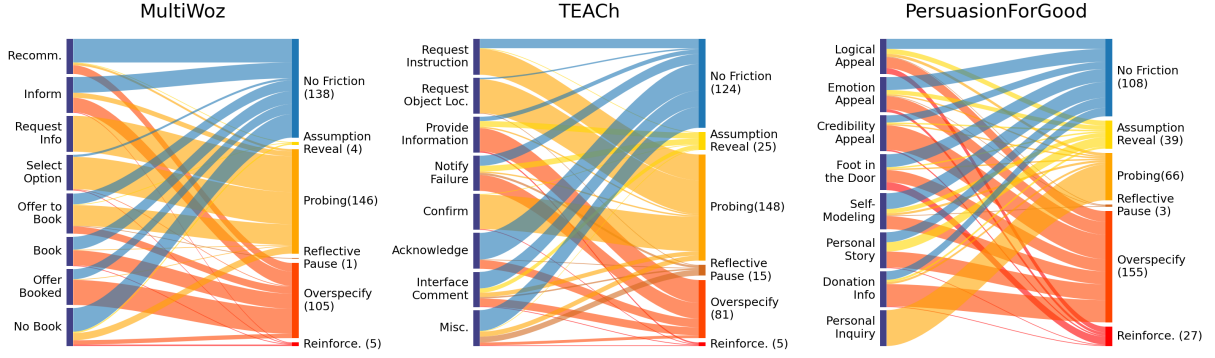 MultiWoz
Recomm.
Inform
Request
Info
Select
Option
Offer to
Book
Book
Offer
Booked
No Book
No Friction
(138)
Assumption
Reveal (4)
Probing(146)
Reflective
Pause (1)
Overspecify
(105)
Reinforce. (5)
TEACh
Request
Instruction
Request
Object Loc.
Provide
Information
Notify
Failure
Confirm
Acknowledge
Interface
Comment
Misc.
No Friction
(124)
Assumption
Reveal (25)
Probing(148)
Reflective
Pause (15)
Overspecify
(81)
Reinforce. (5)
PersuasionForGood
Logical
Appeal
Emotion
Appeal
Credibility
Appeal
Foot in
the Door
Self-
Modeling
Personal
Story
Donation
Info
Personal
Inquiry
No Friction
(108)
Assumption
Reveal (39)
Probing(66)
Reflective
Pause (3)
Overspecify
(155)
Reinforce. (27)